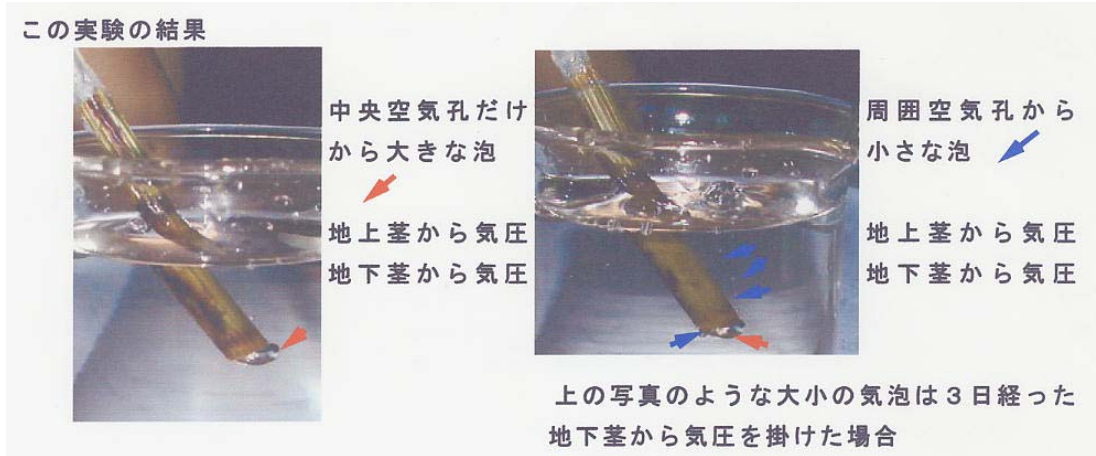 この実験の結果
中央空気孔だけ
から大きな泡
地上茎から気圧
地下茎から気圧
周囲空気孔から
小さな泡
地上茎から気圧
地下茎から気圧
上の写真のような大小の気泡は３日経った
地下茎から気圧を掛けた場合